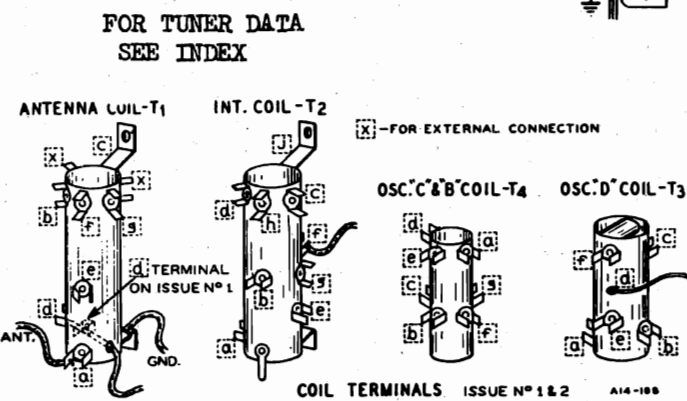 FOR TUNER DATA
SEE INDEX
ANTENNA COIL-T1
INT. COIL-T2
X -FOR EXTERNAL CONNECTION
OSC."C"&"B"COIL-T4
OSC."D"COIL-T3
C
X
X
b
f
g
e
d TERMINAL
ON ISSUE Nº 1
d
ANT.
a
GND.
J
d
h
c
f
g
b
e
a
d
e
a
c
g
b
f
f
c
d
a
e
b
COIL TERMINALS ISSUE Nº 1&2
A14-188